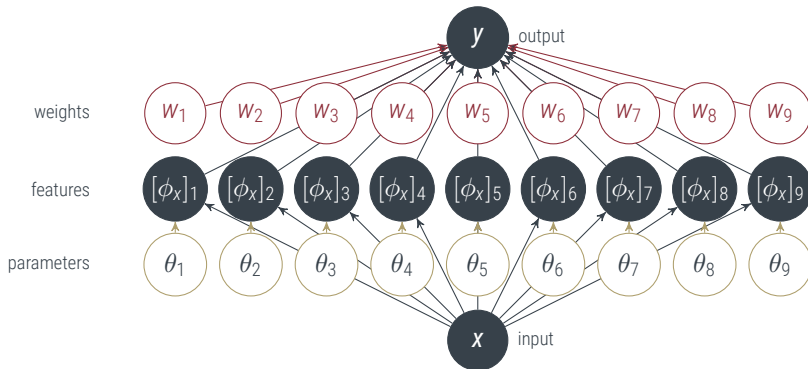 y output
weights w1 w2 w3 w4 w5 w6 w7 w8 w9
features [ϕx]1 [ϕx]2 [ϕx]3 [ϕx]4 [ϕx]5 [ϕx]6 [ϕx]7 [ϕx]8 [ϕx]9
parameters θ1 θ2 θ3 θ4 θ5 θ6 θ7 θ8 θ9
x input